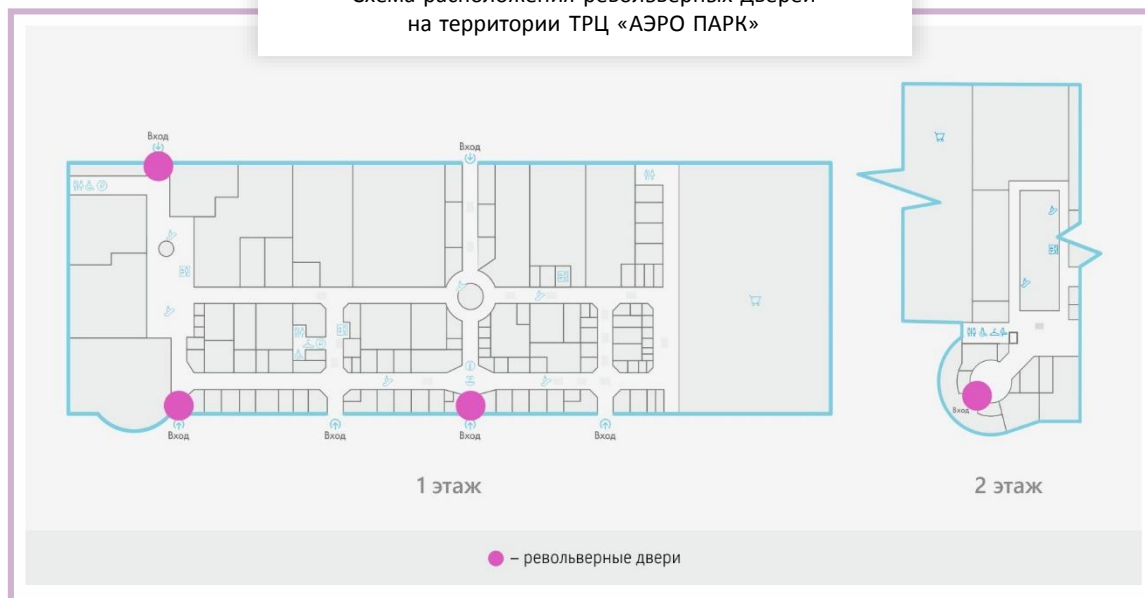 Схема расположения револьверных дверей
на территории ТРЦ «АЭРО ПАРК»
Вход
Вход
Вход
Вход
Вход
Вход
Вход
1 этаж
2 этаж
– револьверные двери